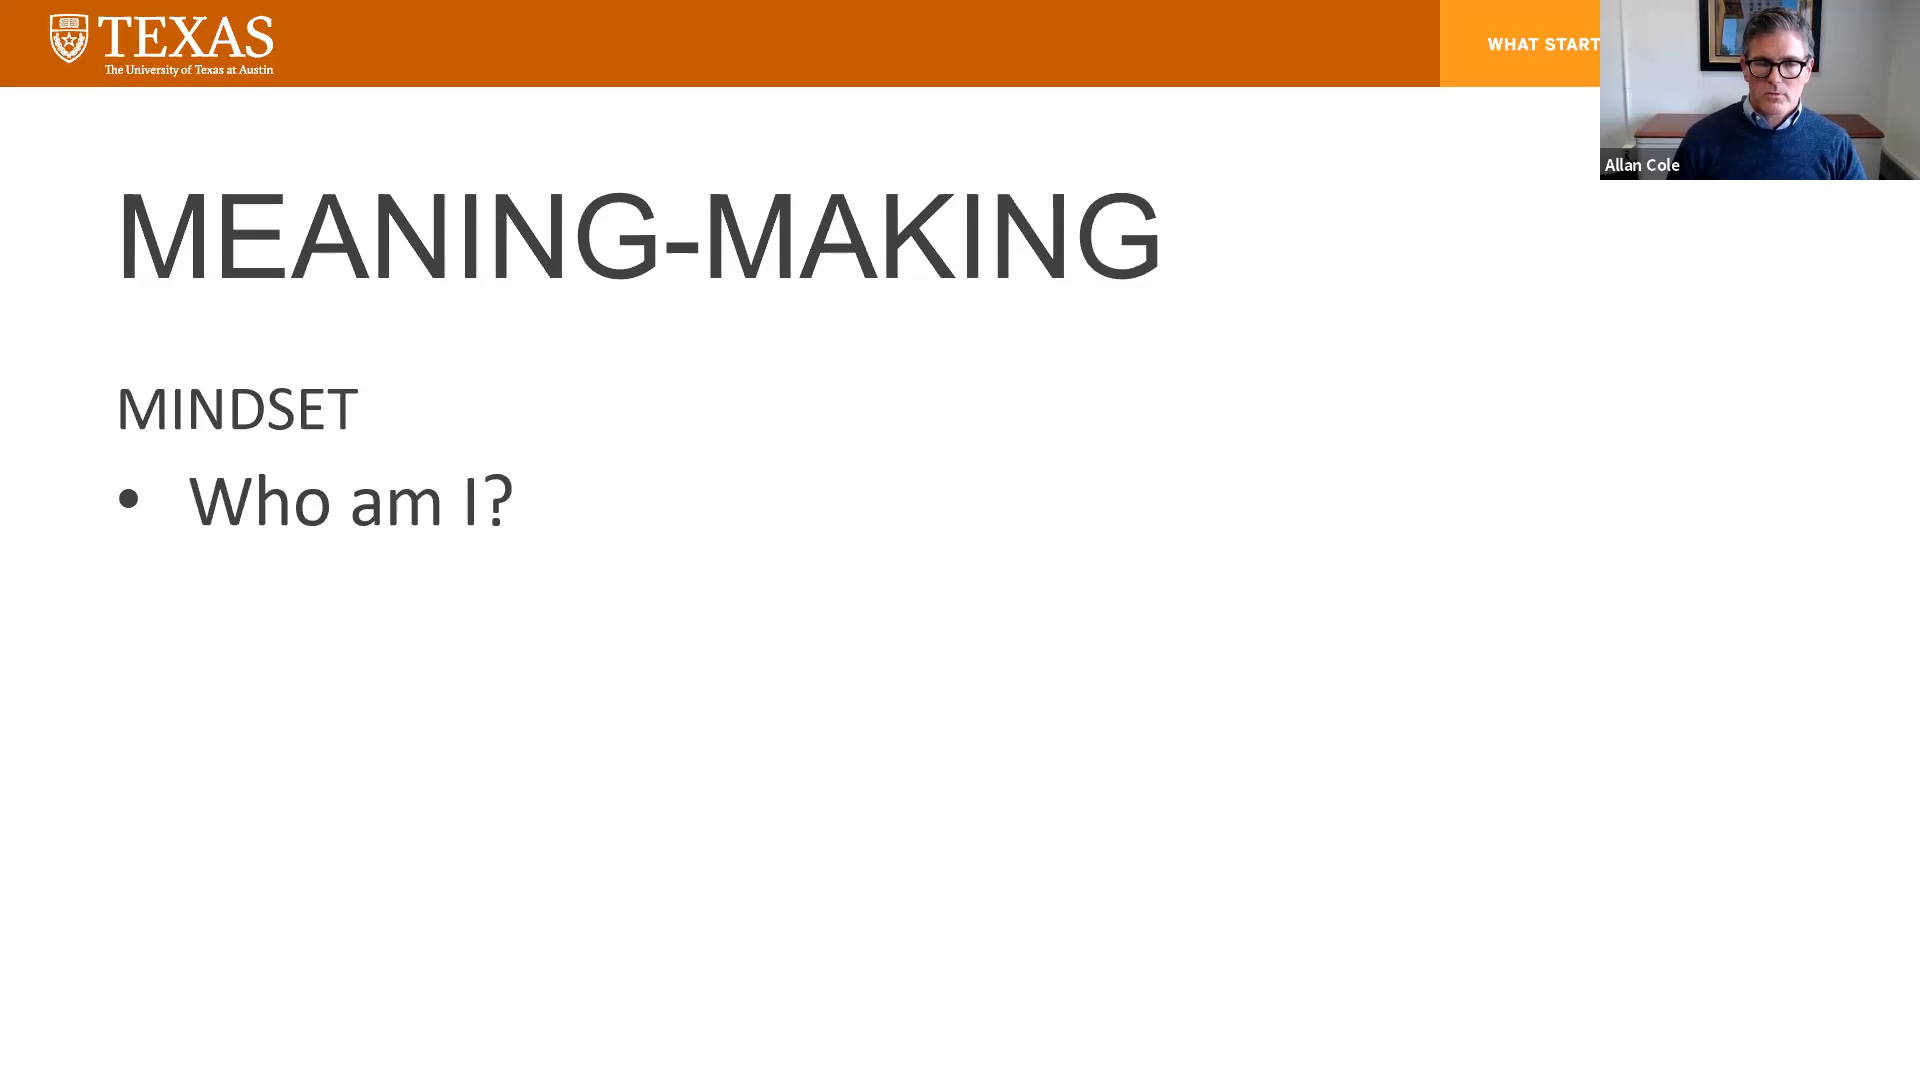 TEXAS
The University of Texas at Austin
WHAT START
Allan Cole
MEANING-MAKING
MINDSET
• Who am I?